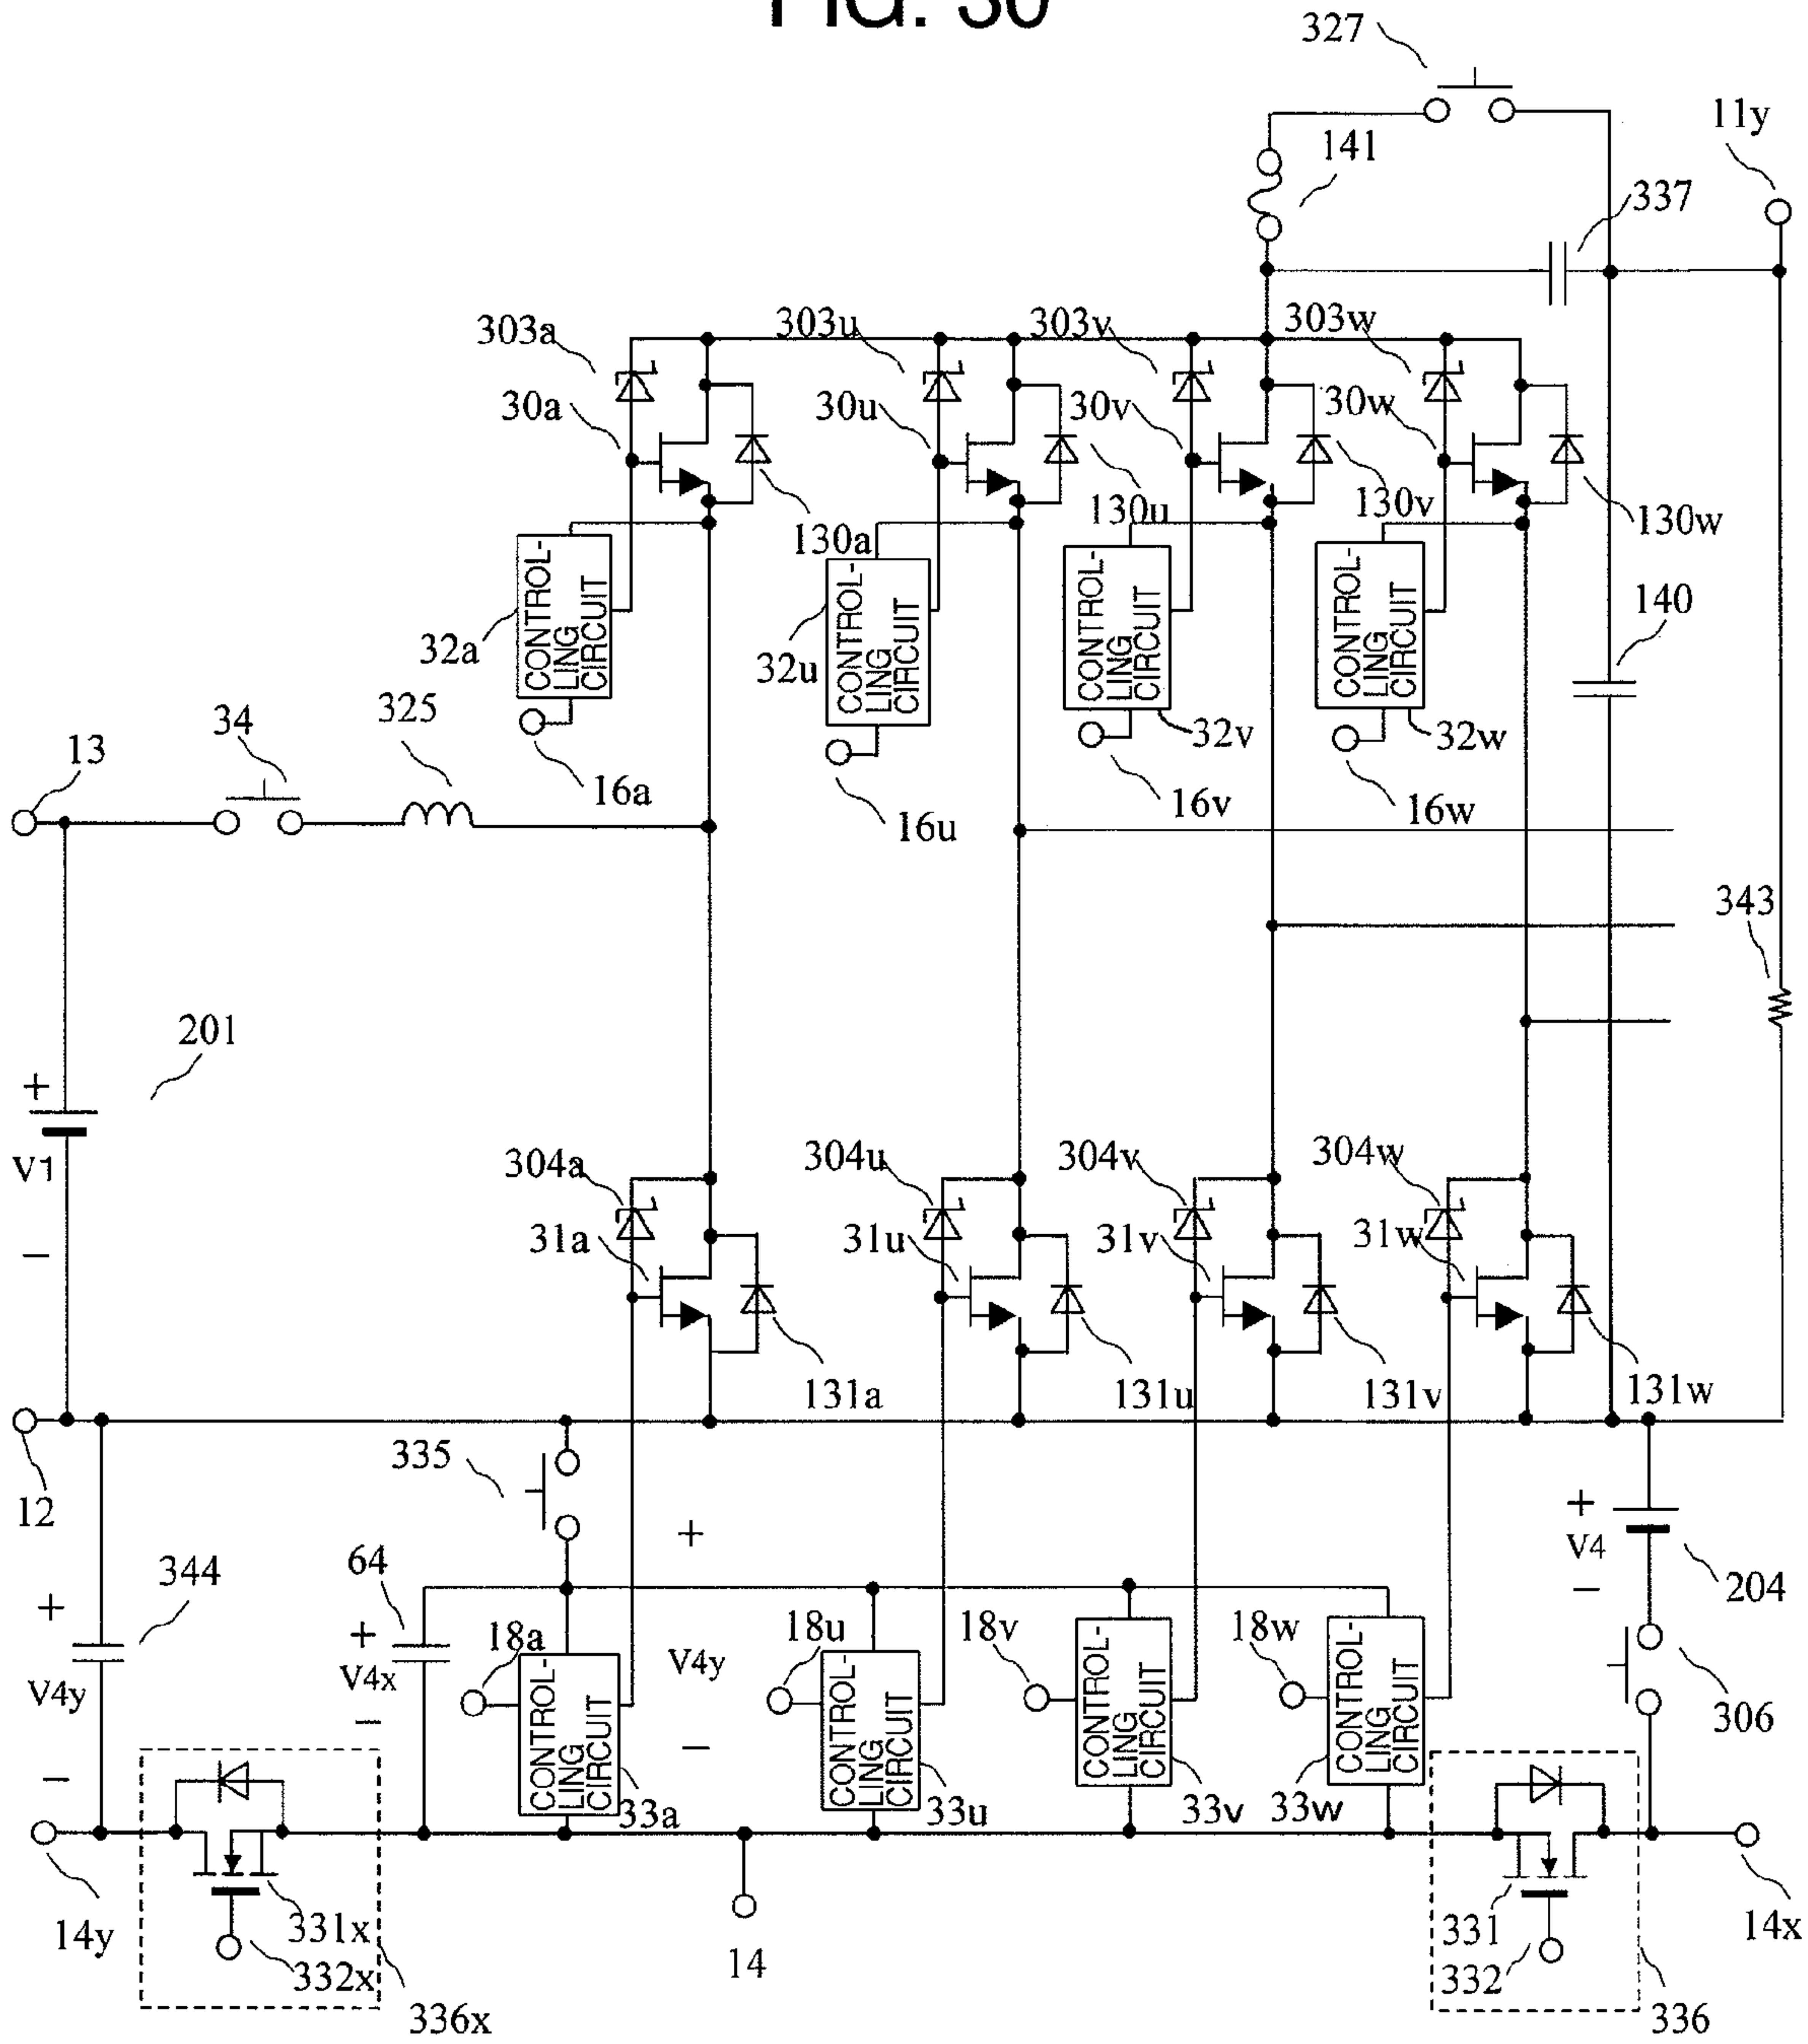 FIG. 30
327
11y
141
337
303a
303u
303v
303w
30a
30u
30v
30w
130a
130u
130v
130w
CONTROL-
LING
CIRCUIT
CONTROL-
LING
CIRCUIT
CONTROL-
LING
CIRCUIT
CONTROL-
LING
CIRCUIT
32a
32u
32v
32w
140
13
34
325
16a
16u
16v
16w
343
201
+
V1
−
304a
304u
304v
304w
31a
31u
31v
31w
131a
131u
131v
131w
12
335
+
V4
−
204
344
64
+
+
V4y
−
V4x
−
+
V4y
−
18a
18u
18v
18w
306
CONTROL-
LING
CIRCUIT
CONTROL-
LING
CIRCUIT
CONTROL-
LING
CIRCUIT
CONTROL-
LING
CIRCUIT
33a
33u
33v
33w
14y
331x
332x
336x
14
331
332
336
14x